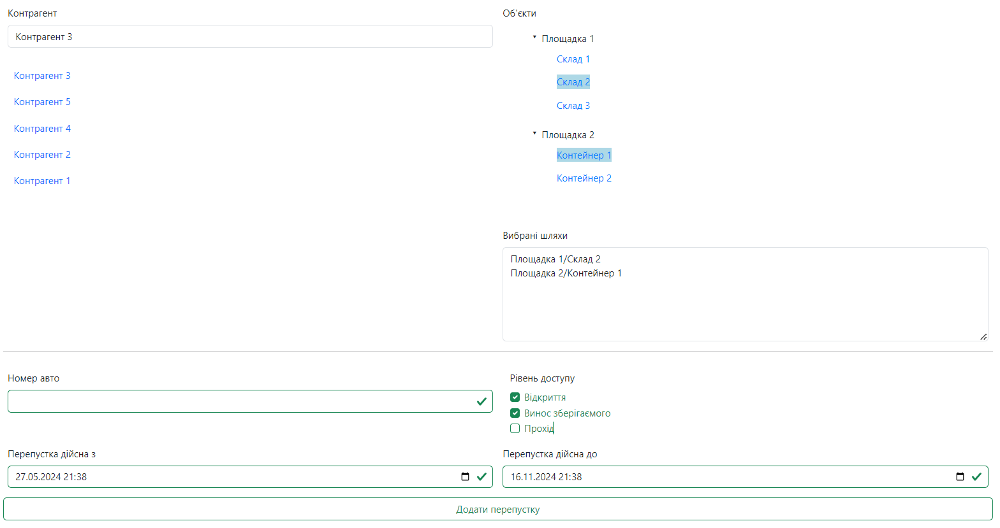 Контрагент
Контрагент 3
Контрагент 3
Контрагент 5
Контрагент 4
Контрагент 2
Контрагент 1
Об'єкти
Площадка 1
Склад 1
Склад 2
Склад 3
Площадка 2
Контейнер 1
Контейнер 2
Вибрані шляхи
Площадка 1/Склад 2
Площадка 2/Контейнер 1
Номер авто
Рівень доступу
Відкриття
Винос зберігаємого
Прохід
Перепустка дійсна з
27.05.2024 21:38
Перепустка дійсна до
16.11.2024 21:38
Додати перепустку